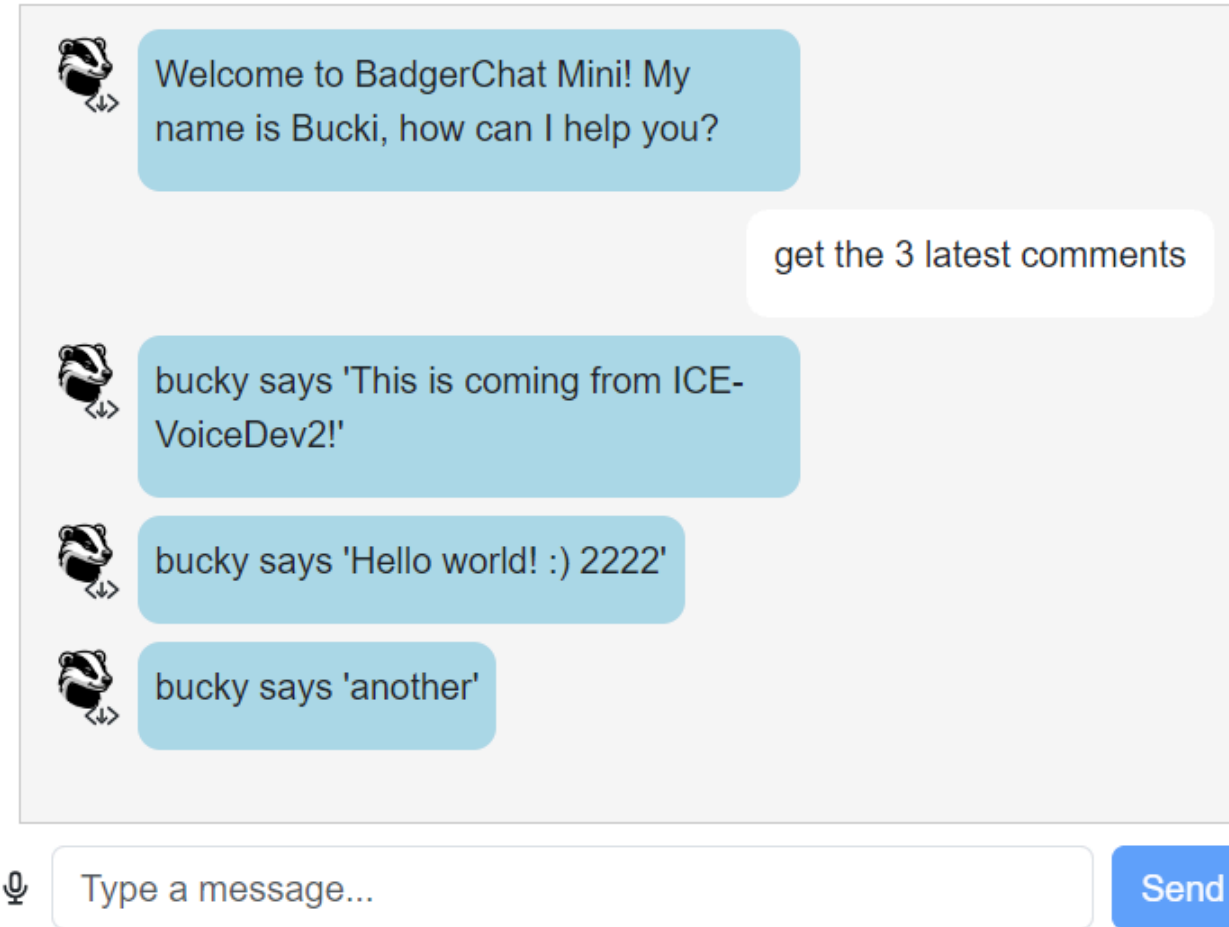 Welcome to BadgerChat Mini! My
name is Bucki, how can I help you?
get the 3 latest comments
bucky says 'This is coming from ICE-
VoiceDev2!'
bucky says 'Hello world! :) 2222'
bucky says 'another'
Type a message...
Send